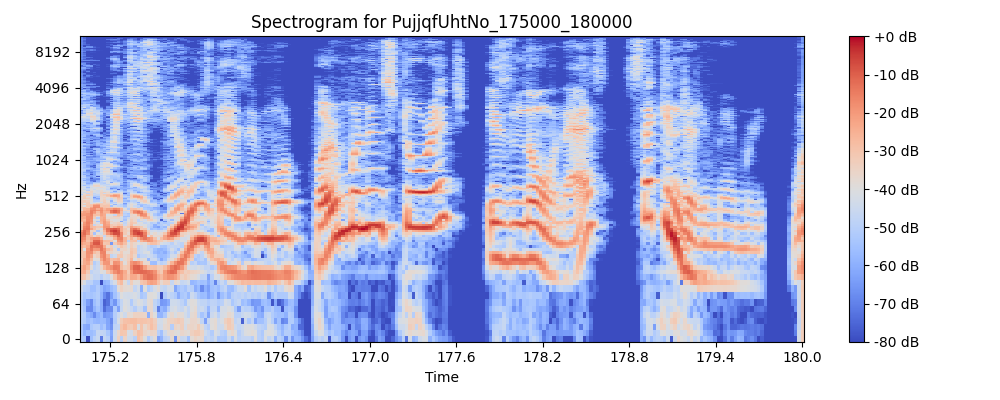 Spectrogram for PujjqfUhtNo_175000_180000
8192
4096
2048
1024
512
256
128
64
0
Hz
175.2 175.8 176.4 177.0 177.6 178.2 178.8 179.4 180.0
Time
+0 dB
-10 dB
-20 dB
-30 dB
-40 dB
-50 dB
-60 dB
-70 dB
-80 dB